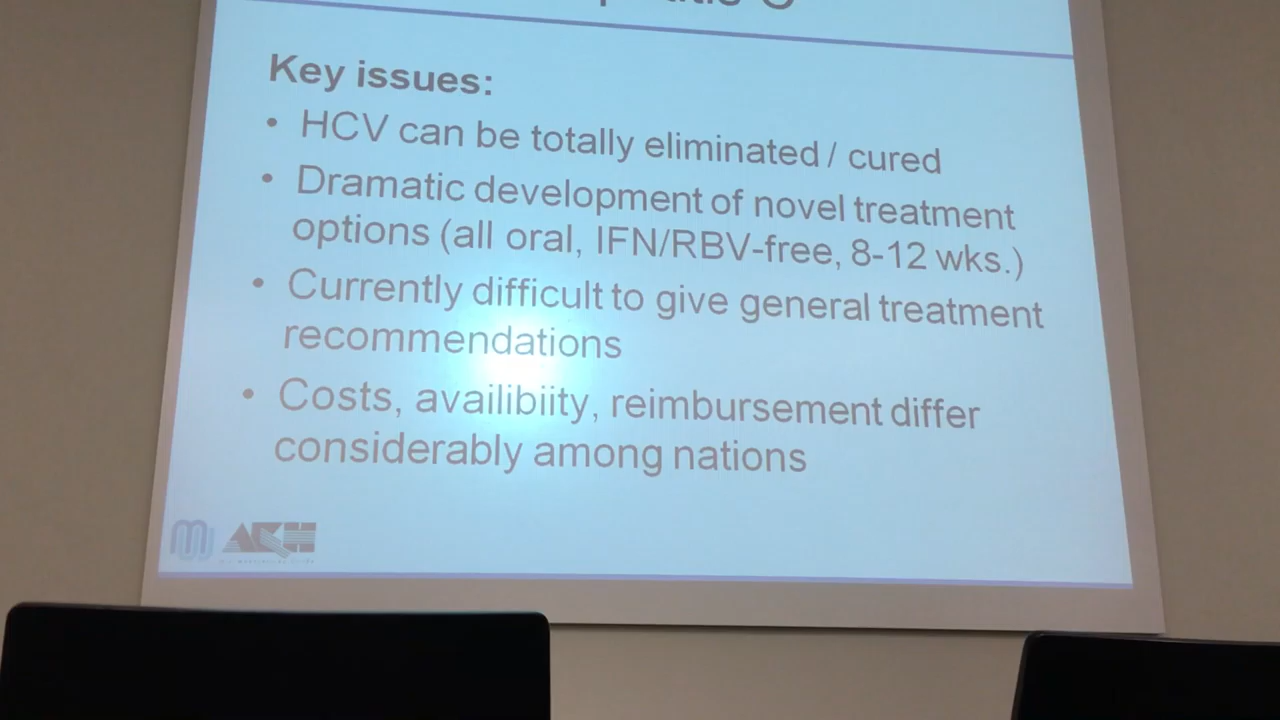 Key issues:
• HCV can be totally eliminated / cured
• Dramatic development of novel treatment
options (all oral, IFN/RBV-free, 8-12 wks.)
• Currently difficult to give general treatment
recommendations
• Costs, availibiity, reimbursement differ
considerably among nations
AKH